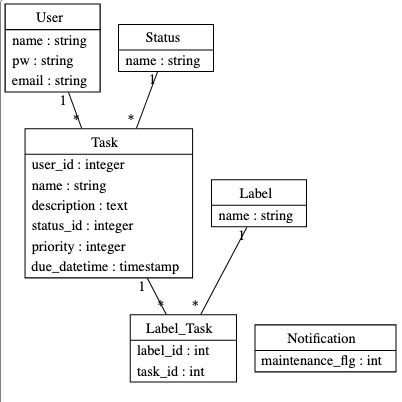 User
name : string
pw : string
email : string
Status
name : string
1
1
*
*
Task
user_id : integer
name : string
description : text
status_id : integer
priority : integer
due_datetime : timestamp
Label
name : string
1
1
*
*
Label_Task
label_id : int
task_id : int
Notification
maintenance_flg : int